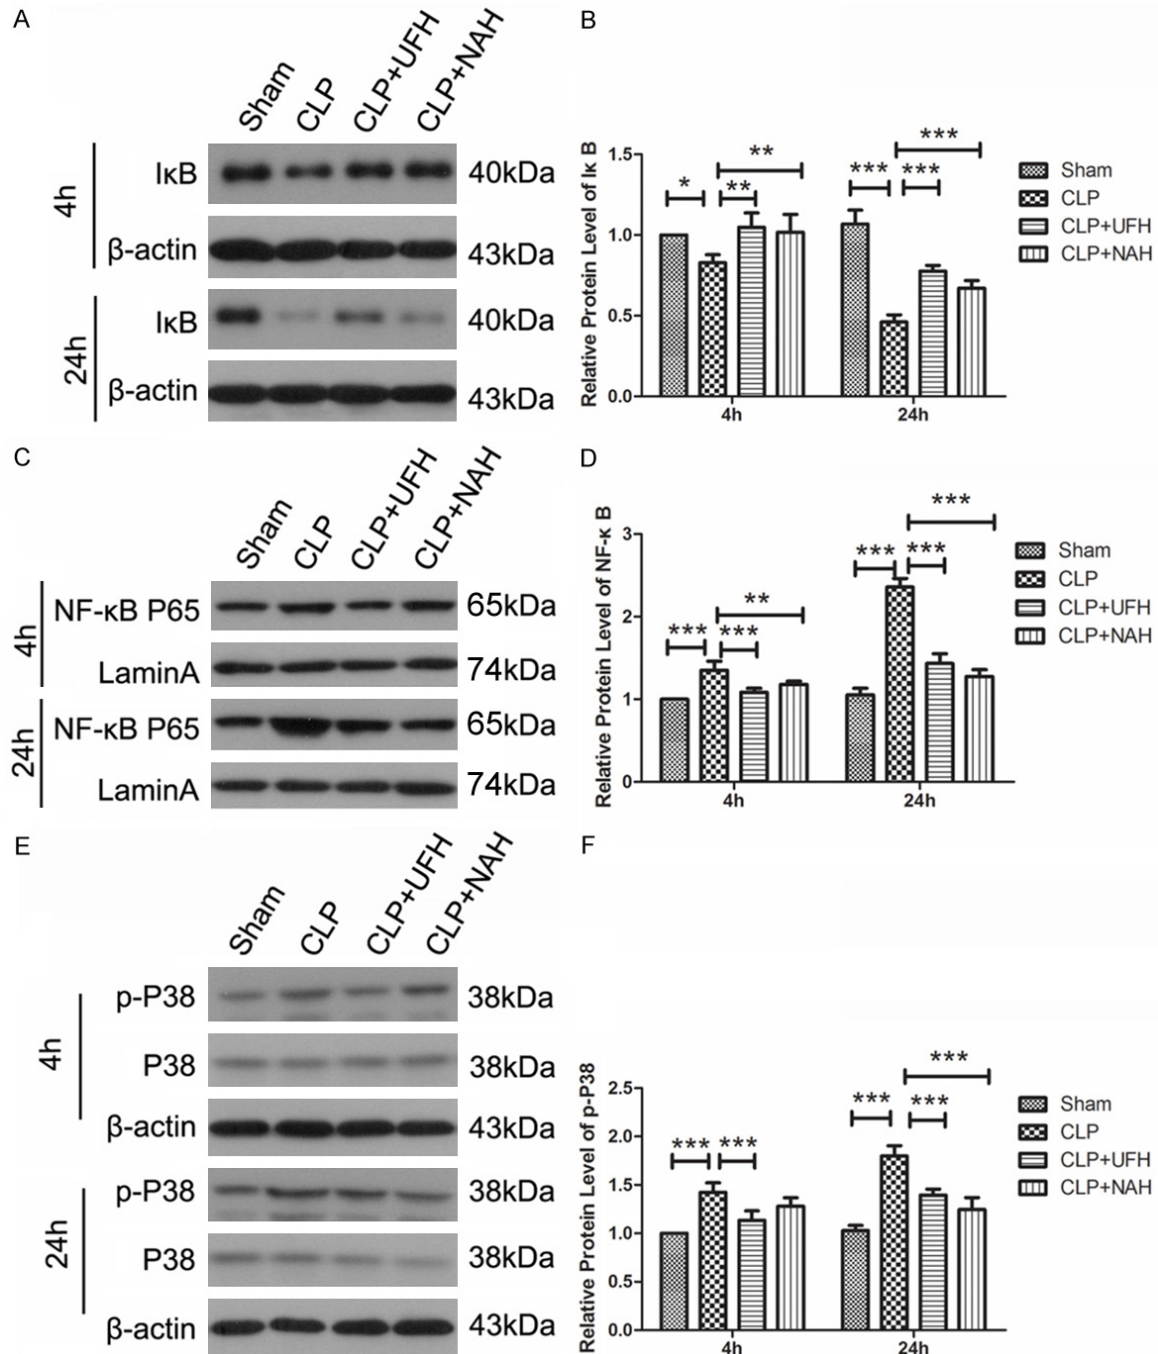 A
Sham
CLP
CLP+UFH
CLP+NAH
4h
IκB
40kDa
β-actin
43kDa
24h
IκB
40kDa
β-actin
43kDa
B
Relative Protein Level of Iκ B
1.5
1.0
0.5
0.0
*
**
**
***
***
***
4h
24h
Sham
CLP
CLP+UFH
CLP+NAH
C
Sham
CLP
CLP+UFH
CLP+NAH
4h
NF-κB P65
65kDa
LaminA
74kDa
24h
NF-κB P65
65kDa
LaminA
74kDa
D
Relative Protein Level of NF-κ B
3
2
1
0
***
***
**
***
***
***
4h
24h
Sham
CLP
CLP+UFH
CLP+NAH
E
Sham
CLP
CLP+UFH
CLP+NAH
4h
p-P38
38kDa
P38
38kDa
β-actin
43kDa
24h
p-P38
38kDa
P38
38kDa
β-actin
43kDa
F
Relative Protein Level of p-P38
2.5
2.0
1.5
1.0
0.5
0.0
***
***
***
***
***
4h
24h
Sham
CLP
CLP+UFH
CLP+NAH